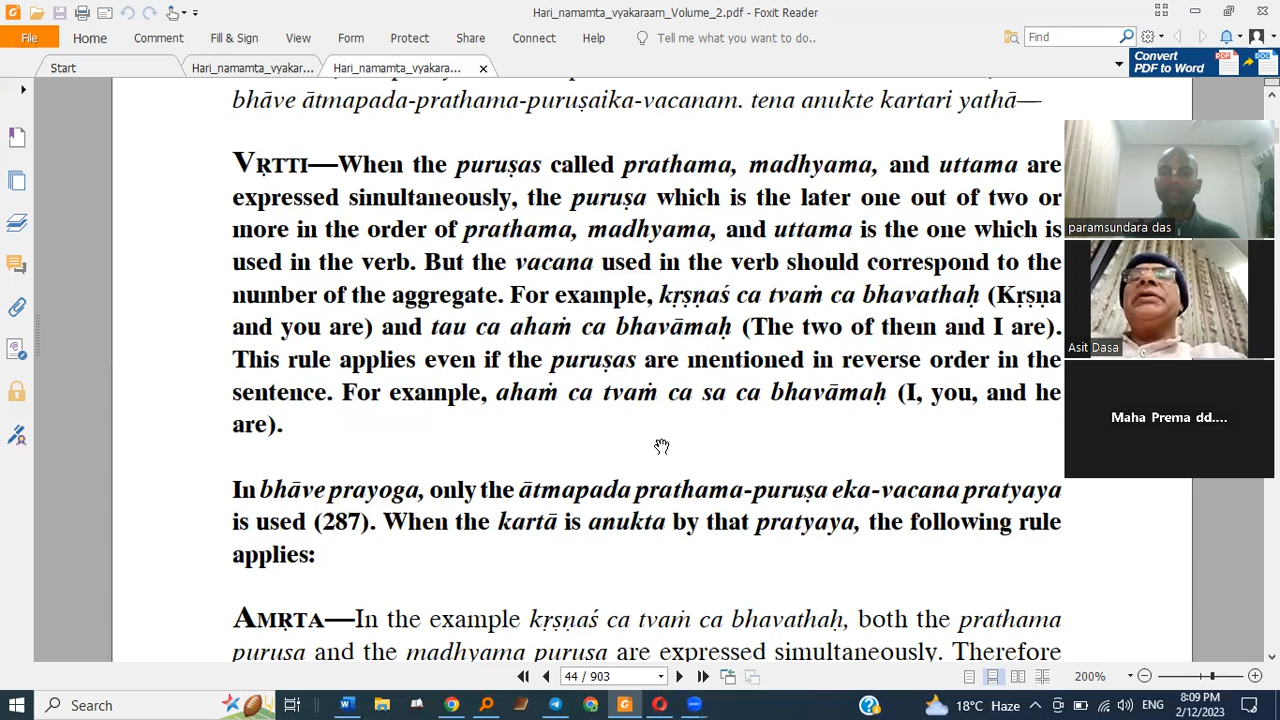 Hari_namamta_vyakaraam_Volume_2.pdf - Foxit Reader
File
Home
Comment
Fill & Sign
View
Form
Protect
Share
Connect
Help
Tell me what you want to do..
Find
Start
Hari_namamta_vyakar...
Hari_namamta_vyakara...
Convert
PDF to Word
PDF
bhāve ātmapada-prathama-puruṣaika-vacanam. tena anukte kartari yathā—
VṚTTI—When the puruṣas called prathama, madhyama, and uttama are
expressed simultaneously, the puruṣa which is the later one out of two or
more in the order of prathama, madhyama, and uttama is the one which is
used in the verb. But the vacana used in the verb should correspond to the
number of the aggregate. For example, kṛṣṇaś ca tvaṁ ca bhavathaḥ (Kṛṣṇa
and you are) and tau ca ahaṁ ca bhavāmaḥ (The two of them and I are).
This rule applies even if the puruṣas are mentioned in reverse order in the
sentence. For example, ahaṁ ca tvaṁ ca sa ca bhavāmaḥ (I, you, and he
are).
In bhāve prayoga, only the ātmapada prathama-puruṣa eka-vacana pratyaya
is used (287). When the kartā is anukta by that pratyaya, the following rule
applies:
AMṚTA—In the example kṛṣṇaś ca tvaṁ ca bhavathaḥ, both the prathama
puruṣa and the madhyama puruṣa are expressed simultaneously. Therefore
paramsundara das
Asit Dasa
Maha Prema dd....
44 / 903
200%
Search
18°C Haze
8:09 PM
2/12/2023